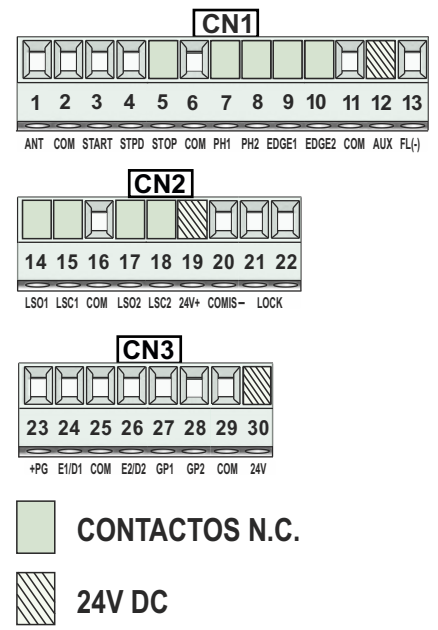 CN1
1 2 3 4 5 6 7 8 9 10 11 12 13
ANT COM START STPD STOP COM PH1 PH2 EDGE1 EDGE2 COM AUX FL(-)
CN2
14 15 16 17 18 19 20 21 22
LSO1 LSC1 COM LSO2 LSC2 24V+ COMIS- LOCK
CN3
23 24 25 26 27 28 29 30
+PG E1/D1 COM E2/D2 GP1 GP2 COM 24V
CONTACTOS N.C.
24V DC